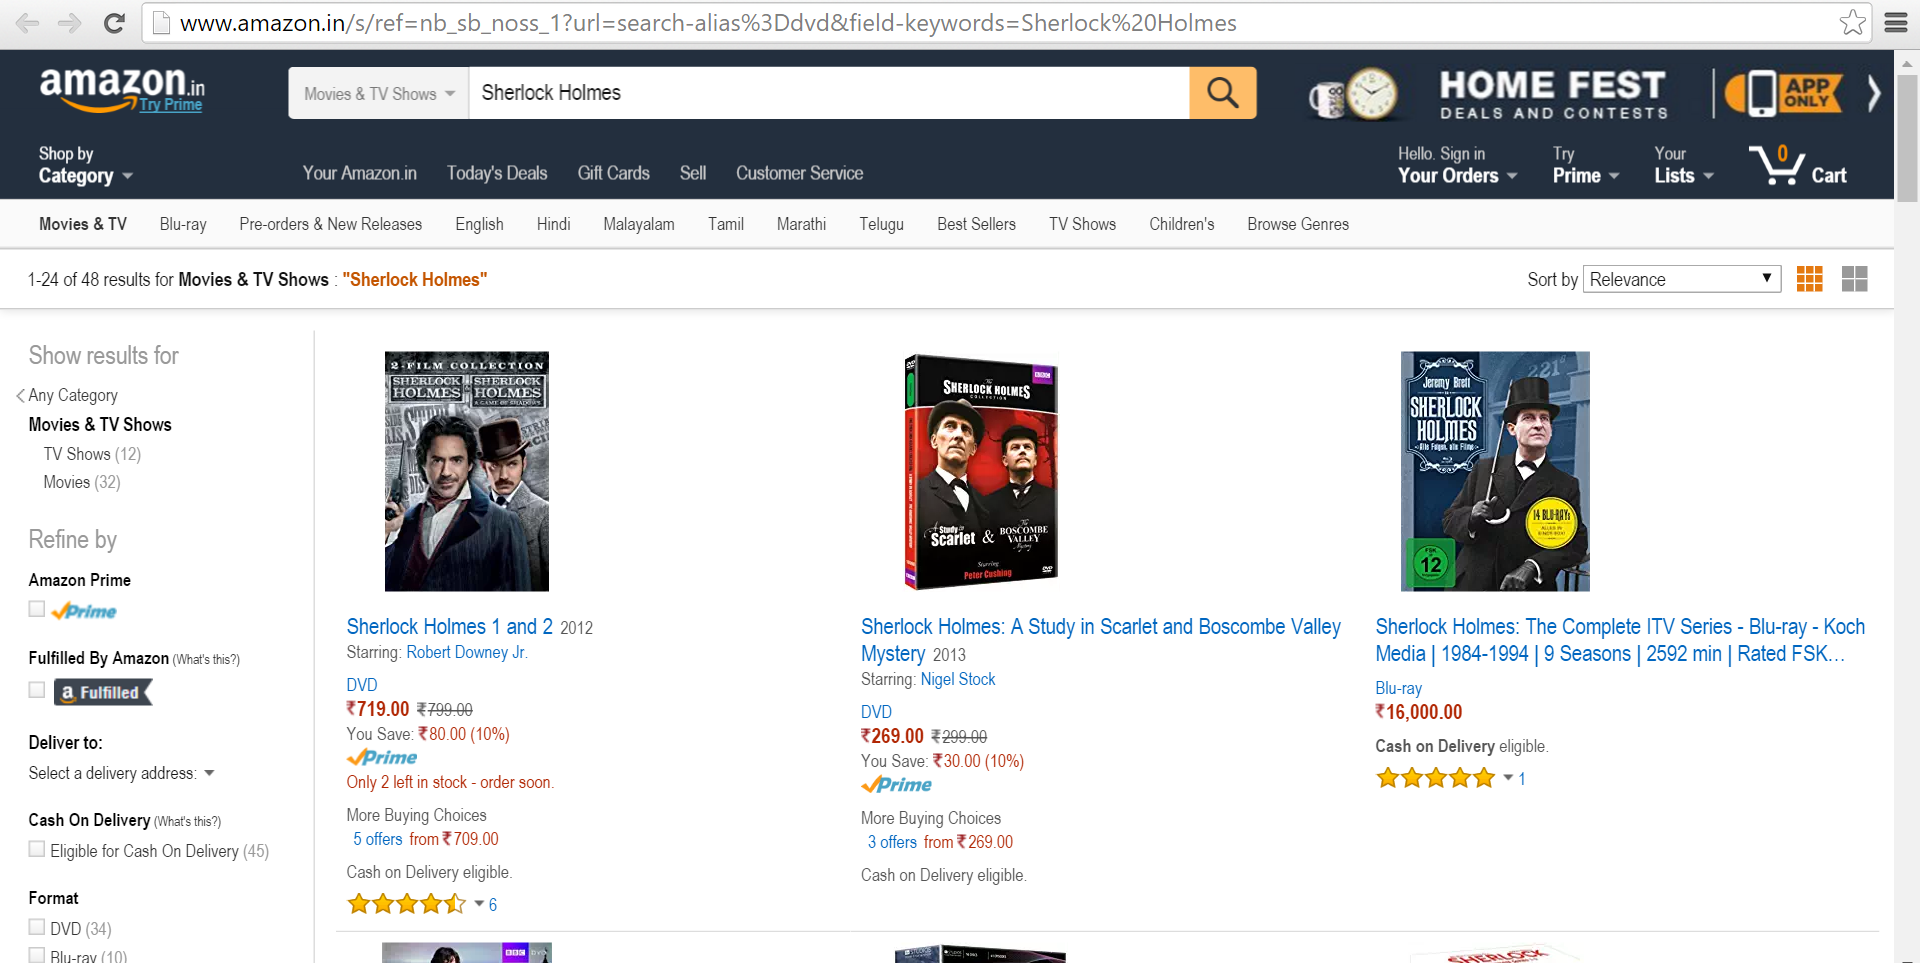 www.amazon.in/s/ref=nb_sb_noss_1?url=search-alias%3Ddvd&field-keywords=Sherlock%20Holmes
amazon.in
Try Prime
Movies & TV Shows
Sherlock Holmes
HOME FEST
DEALS AND CONTESTS
APP
ONLY
Shop by
Category
Your Amazon.in Today's Deals Gift Cards Sell Customer Service
Hello. Sign in
Your Orders
Try
Prime
Your
Lists
0
Cart
Movies & TV Blu-ray Pre-orders & New Releases English Hindi Malayalam Tamil Marathi Telugu Best Sellers TV Shows Children's Browse Genres
1-24 of 48 results for Movies & TV Shows : "Sherlock Holmes"
Sort by Relevance
Show results for
Any Category
Movies & TV Shows
TV Shows (12)
Movies (32)
Refine by
Amazon Prime
Prime
Fulfilled By Amazon (What's this?)
a Fulfilled
Deliver to:
Select a delivery address:
Cash On Delivery (What's this?)
Eligible for Cash On Delivery (45)
Format
DVD (34)
Blu-ray (10)
2-FILM COLLECTION
SHERLOCK HOLMES
SHERLOCK HOLMES
A GAME OF SHADOWS
Sherlock Holmes 1 and 2 2012
Starring: Robert Downey Jr.
DVD
₹719.00 ₹799.00
You Save: ₹80.00 (10%)
Prime
Only 2 left in stock - order soon.
More Buying Choices
5 offers from ₹709.00
Cash on Delivery eligible.
6
BBC
The
SHERLOCK HOLMES
COLLECTION
A Study in Scarlet & The BOSCOMBE VALLEY Mystery
Starring
Peter Cushing
DVD
Sherlock Holmes: A Study in Scarlet and Boscombe Valley
Mystery 2013
Starring: Nigel Stock
DVD
₹269.00 ₹299.00
You Save: ₹30.00 (10%)
Prime
More Buying Choices
3 offers from ₹269.00
Cash on Delivery eligible.
221
Jeremy Brett
SHERLOCK
HOLMES
Alle Folgen, alle Filme
14 BLU-RAYs
FSK
12
Sherlock Holmes: The Complete ITV Series - Blu-ray - Koch
Media | 1984-1994 | 9 Seasons | 2592 min | Rated FSK…
Blu-ray
₹16,000.00
Cash on Delivery eligible.
1
BBC DVD
SHERLOCK